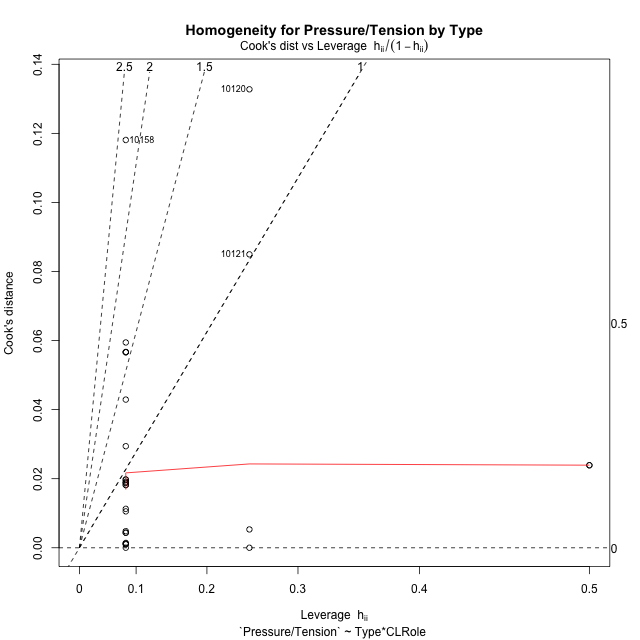 Homogeneity for Pressure/Tension by Type
Cook's dist vs Leverage hii/(1 − hii)
2.5 2 1.5 1
10120
10158
10121
0.14
0.12
0.10
0.08
0.06
0.04
0.02
0.00
Cook's distance
0.5
0
0 0.1 0.2 0.3 0.4 0.5
Leverage hii
`Pressure/Tension` ~ Type*CLRole